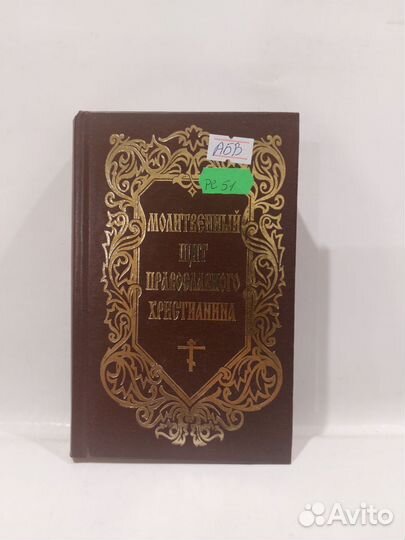 АБВ
РС 51
МОЛИТВЕННЫЙ
ЩИТ
ПРАВОСЛАВНОГО
ХРИСТИАНИНА
Avito